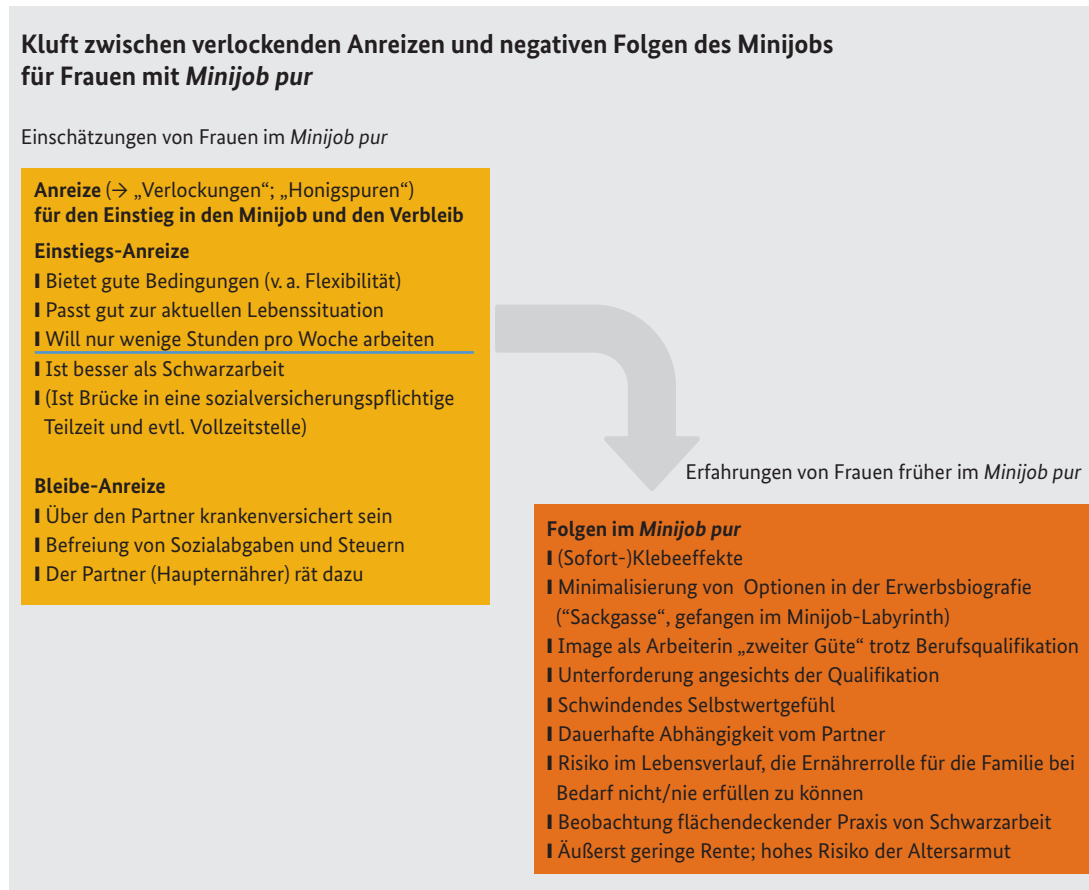 Kluft zwischen verlockenden Anreizen und negativen Folgen des Minijobs
für Frauen mit Minijob pur
Einschätzungen von Frauen im Minijob pur
Anreize (→ „Verlockungen“; „Honigspuren“)
für den Einstieg in den Minijob und den Verbleib
Einstiegs-Anreize
I Bietet gute Bedingungen (v. a. Flexibilität)
I Passt gut zur aktuellen Lebenssituation
I Will nur wenige Stunden pro Woche arbeiten
I Ist besser als Schwarzarbeit
I (Ist Brücke in eine sozialversicherungspflichtige
Teilzeit und evtl. Vollzeitstelle)
Bleibe-Anreize
I Über den Partner krankenversichert sein
I Befreiung von Sozialabgaben und Steuern
I Der Partner (Haupternährer) rät dazu
Erfahrungen von Frauen früher im Minijob pur
Folgen im Minijob pur
I (Sofort-)Klebeeffekte
I Minimalisierung von Optionen in der Erwerbsbiografie
(“Sackgasse“, gefangen im Minijob-Labyrinth)
I Image als Arbeiterin „zweiter Güte“ trotz Berufsqualifikation
I Unterforderung angesichts der Qualifikation
I Schwindendes Selbstwertgefühl
I Dauerhafte Abhängigkeit vom Partner
I Risiko im Lebensverlauf, die Ernährerrolle für die Familie bei
Bedarf nicht/nie erfüllen zu können
I Beobachtung flächendeckender Praxis von Schwarzarbeit
I Äußerst geringe Rente; hohes Risiko der Altersarmut